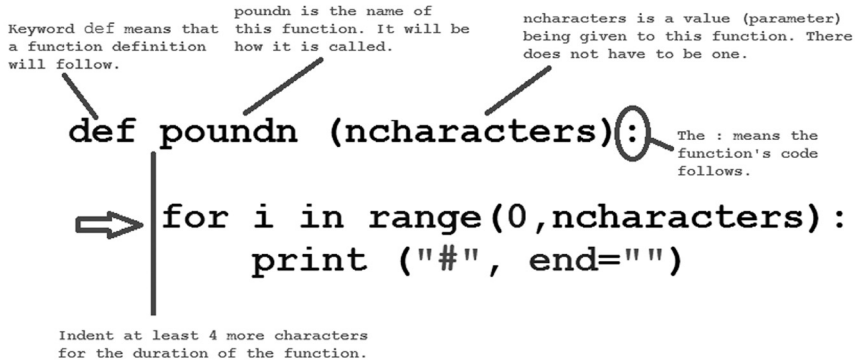 Keyword def means that
a function definition
will follow.
poundn is the name of
this function. It will be
how it is called.
ncharacters is a value (parameter)
being given to this function. There
does not have to be one.
def poundn (ncharacters):
The : means the
function's code
follows.
for i in range(0,ncharacters):
print ("#", end="")
Indent at least 4 more characters
for the duration of the function.